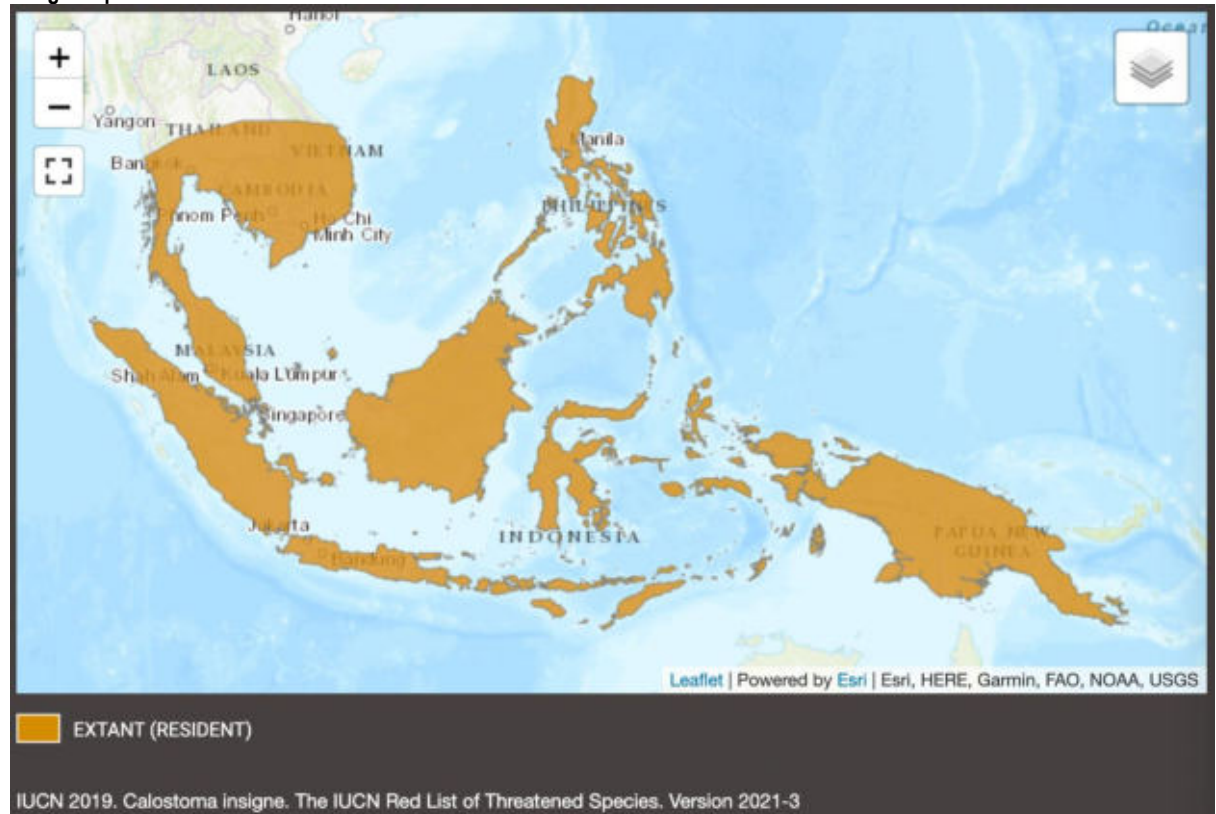 Hanoi
Ocean
+
LAOS
−
Yangon
THAILAND
Manila
VIETNAM
Bangkok
CAMBODIA
PHILIPPINES
Phnom Penh
Ho Chi
Minh City
MALAYSIA
Shah Alam
Kuala Lumpur
Singapore
Jakarta
INDONESIA
PAPUA NEW
GUINEA
Bandung
Leaflet | Powered by Esri | Esri, HERE, Garmin, FAO, NOAA, USGS
EXTANT (RESIDENT)
IUCN 2019. Calostoma insigne. The IUCN Red List of Threatened Species. Version 2021-3